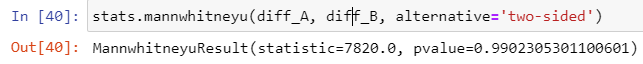 In [40]: stats.mannwhitneyu(diff_A, diff_B, alternative='two-sided')
Out[40]: MannwhitneyuResult(statistic=7820.0, pvalue=0.9902305301100601)